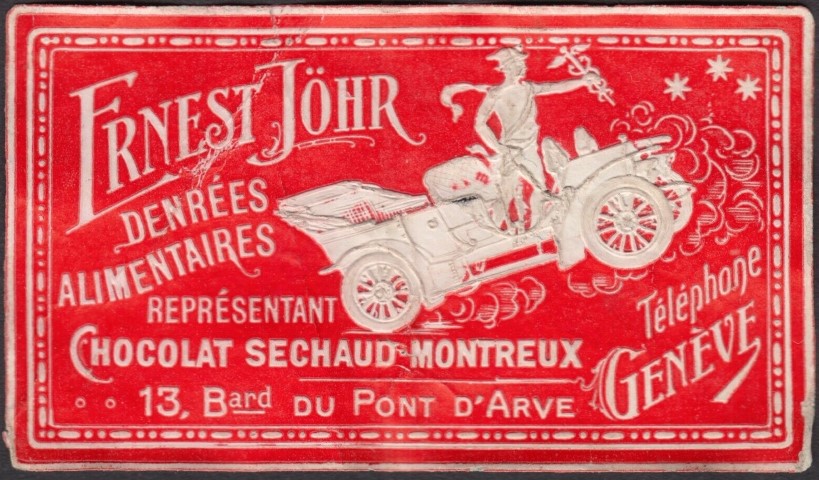 ERNEST JÖHR
DENRÉES
ALIMENTAIRES
REPRÉSENTANT
CHOCOLAT SECHAUD-MONTREUX
13, Bard DU PONT D'ARVE
Téléphone
GENÈVE